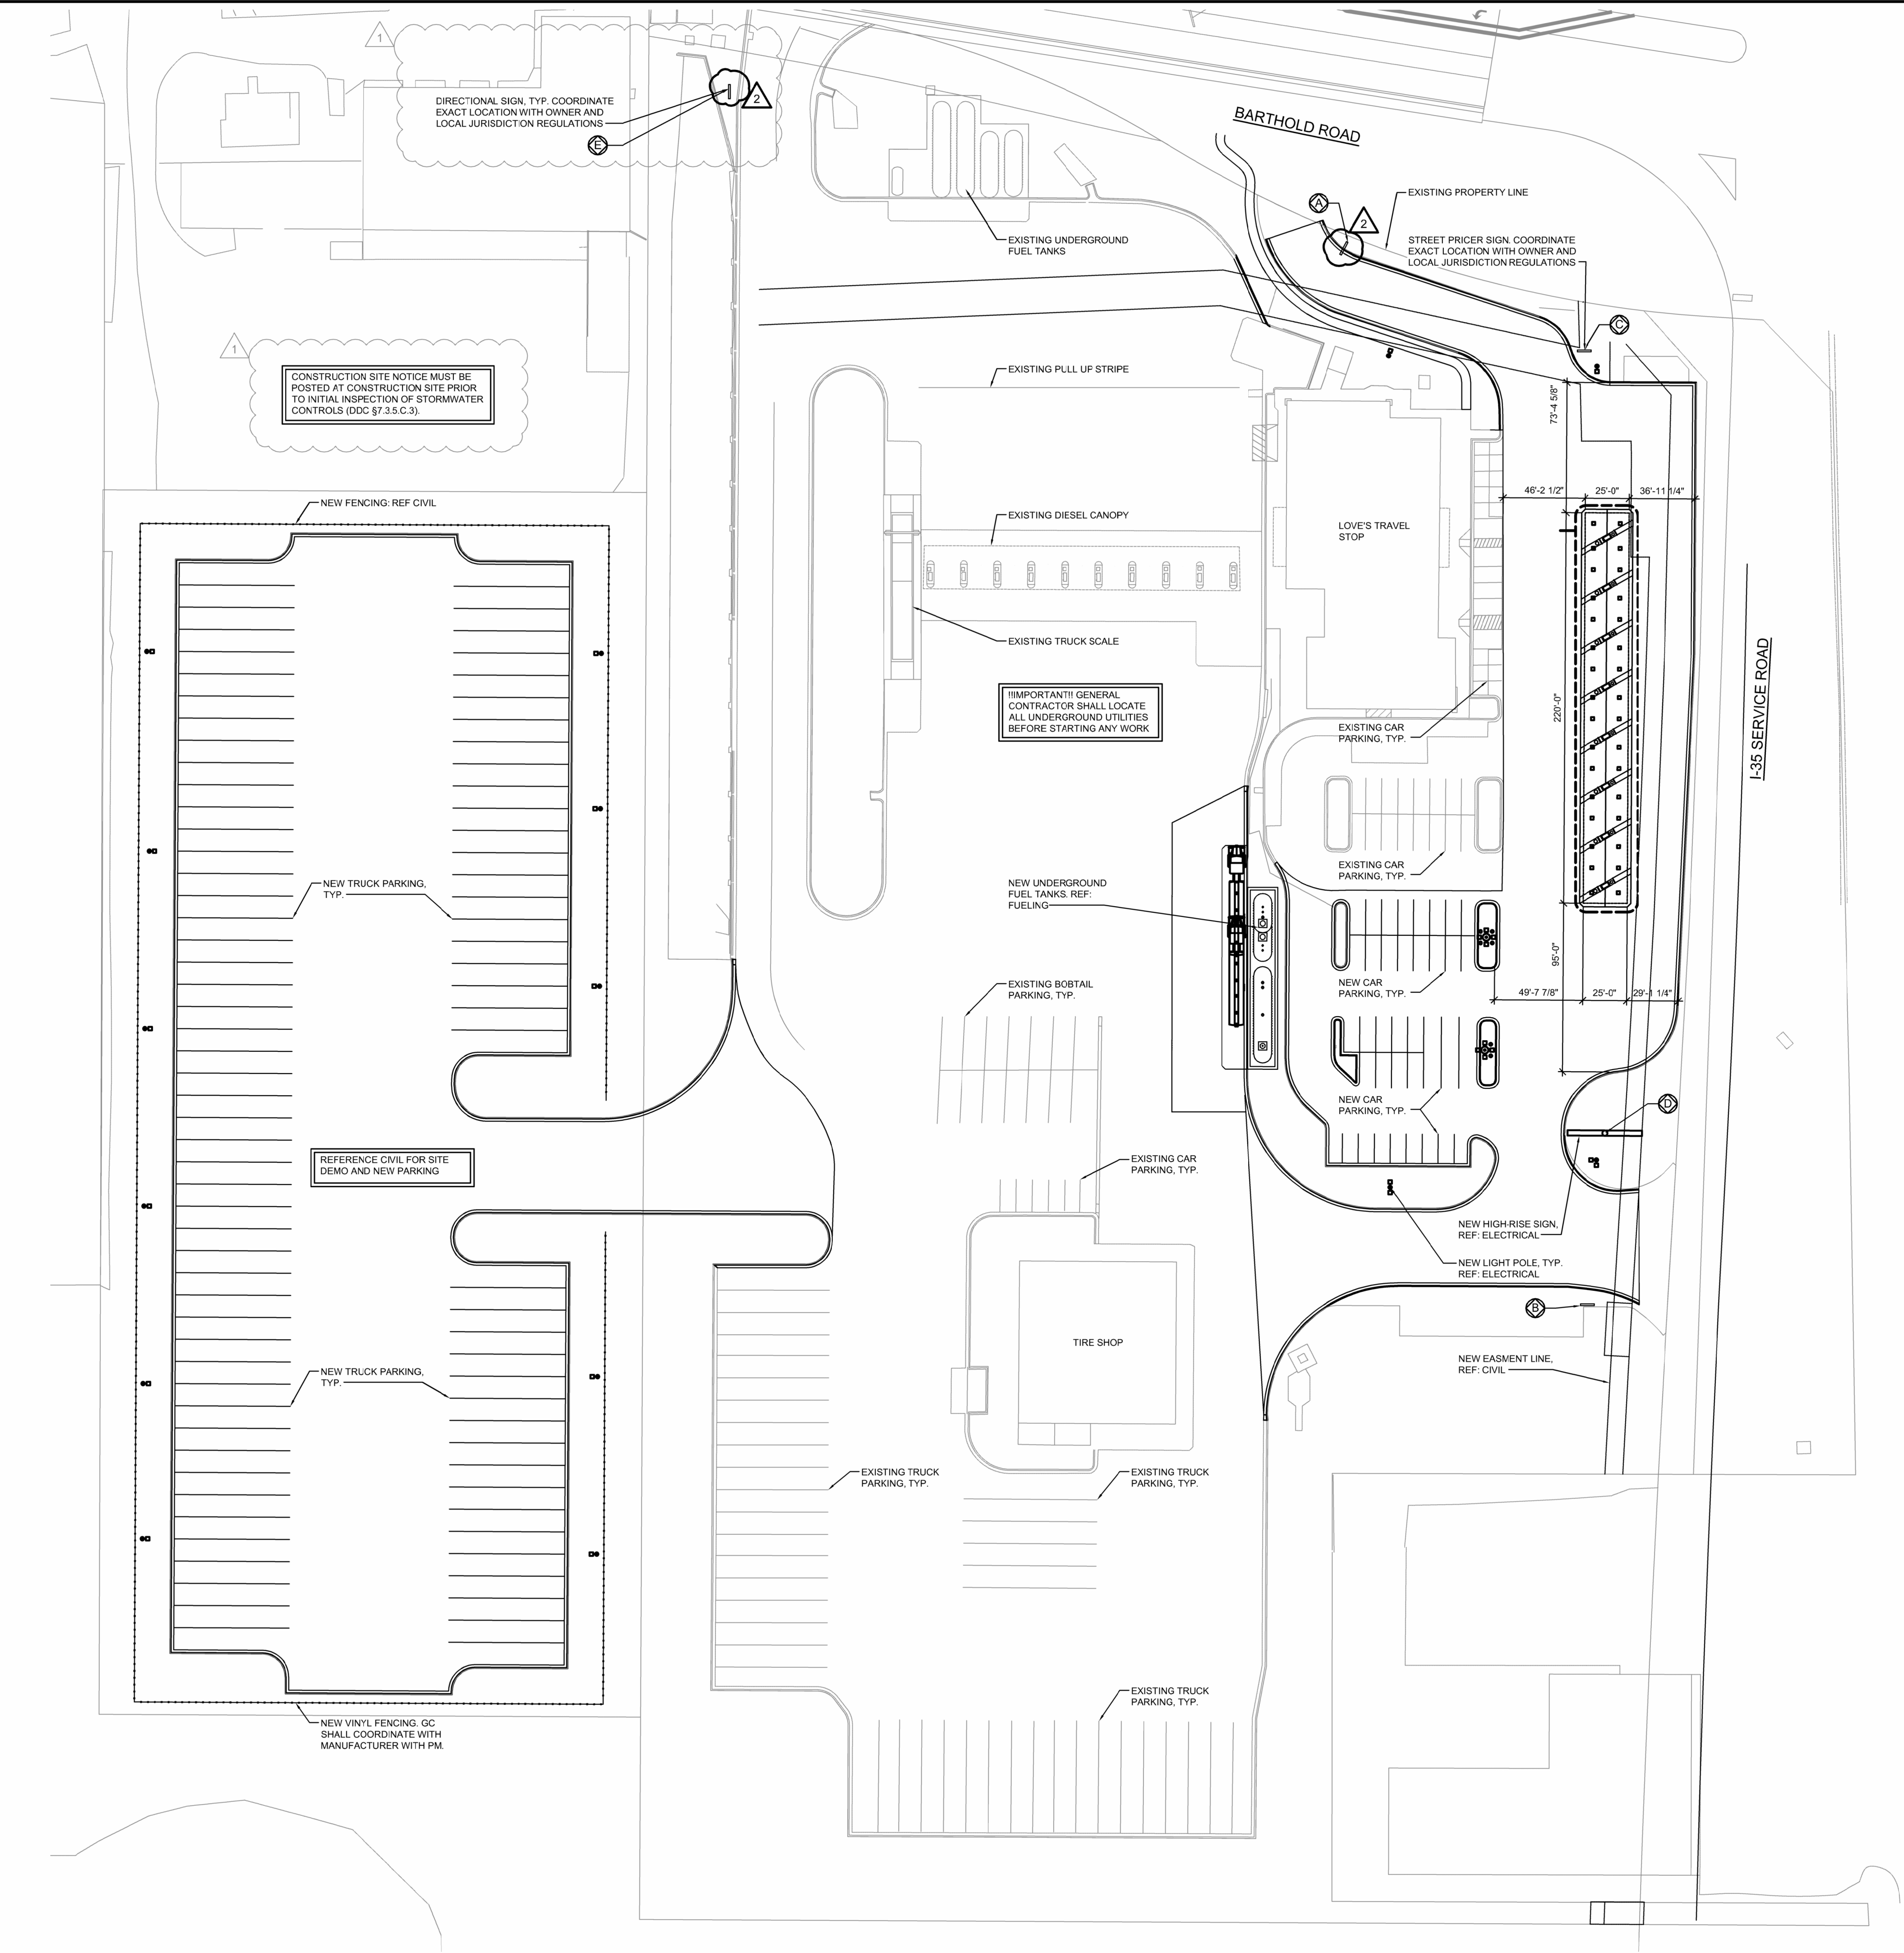 1
DIRECTIONAL SIGN, TYP. COORDINATE
EXACT LOCATION WITH OWNER AND
LOCAL JURISDICTION REGULATIONS
E
2
BARTHOLD ROAD
A
2
EXISTING PROPERTY LINE
STREET PRICER SIGN. COORDINATE
EXACT LOCATION WITH OWNER AND
LOCAL JURISDICTION REGULATIONS
C
EXISTING UNDERGROUND
FUEL TANKS
1
CONSTRUCTION SITE NOTICE MUST BE
POSTED AT CONSTRUCTION SITE PRIOR
TO INITIAL INSPECTION OF STORMWATER
CONTROLS (DDC §7.3.5.C.3).
EXISTING PULL UP STRIPE
73'-4 5/8"
46'-2 1/2"
25'-0"
36'-11 1/4"
NEW FENCING: REF CIVIL
EXISTING DIESEL CANOPY
LOVE'S TRAVEL
STOP
EXISTING TRUCK SCALE
!!IMPORTANT!! GENERAL
CONTRACTOR SHALL LOCATE
ALL UNDERGROUND UTILITIES
BEFORE STARTING ANY WORK
EXISTING CAR
PARKING, TYP.
220'-0"
I-35 SERVICE ROAD
EXISTING CAR
PARKING, TYP.
NEW TRUCK PARKING,
TYP.
NEW UNDERGROUND
FUEL TANKS. REF:
FUELING
95'-0"
EXISTING BOBTAIL
PARKING, TYP.
NEW CAR
PARKING, TYP.
49'-7 7/8"
25'-0"
29'-1 1/4"
NEW CAR
PARKING, TYP.
D
REFERENCE CIVIL FOR SITE
DEMO AND NEW PARKING
EXISTING CAR
PARKING, TYP.
NEW HIGH-RISE SIGN,
REF: ELECTRICAL
NEW LIGHT POLE, TYP.
REF: ELECTRICAL
B
TIRE SHOP
NEW EASMENT LINE,
REF: CIVIL
NEW TRUCK PARKING,
TYP.
EXISTING TRUCK
PARKING, TYP.
EXISTING TRUCK
PARKING, TYP.
EXISTING TRUCK
PARKING, TYP.
NEW VINYL FENCING. GC
SHALL COORDINATE WITH
MANUFACTURER WITH PM.